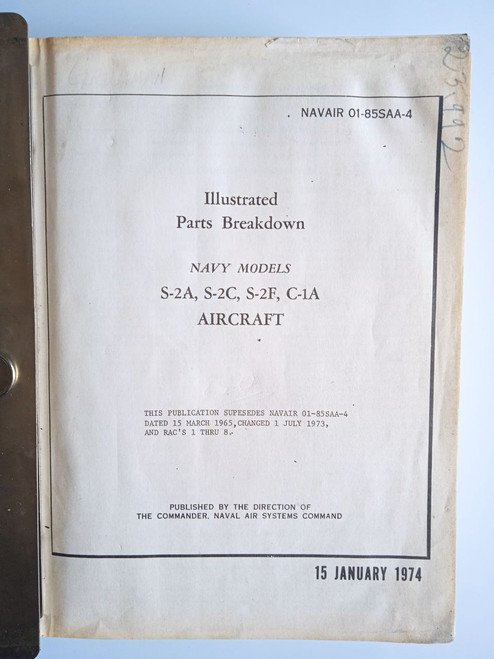 23,992
NAVAIR 01-85SAA-4
Illustrated
Parts Breakdown
NAVY MODELS
S-2A, S-2C, S-2F, C-1A
AIRCRAFT
THIS PUBLICATION SUPESEDES NAVAIR 01-85SAA-4
DATED 15 MARCH 1965,CHANGED 1 JULY 1973,
AND RAC'S 1 THRU 8.
PUBLISHED BY THE DIRECTION OF
THE COMMANDER, NAVAL AIR SYSTEMS COMMAND
15 JANUARY 1974